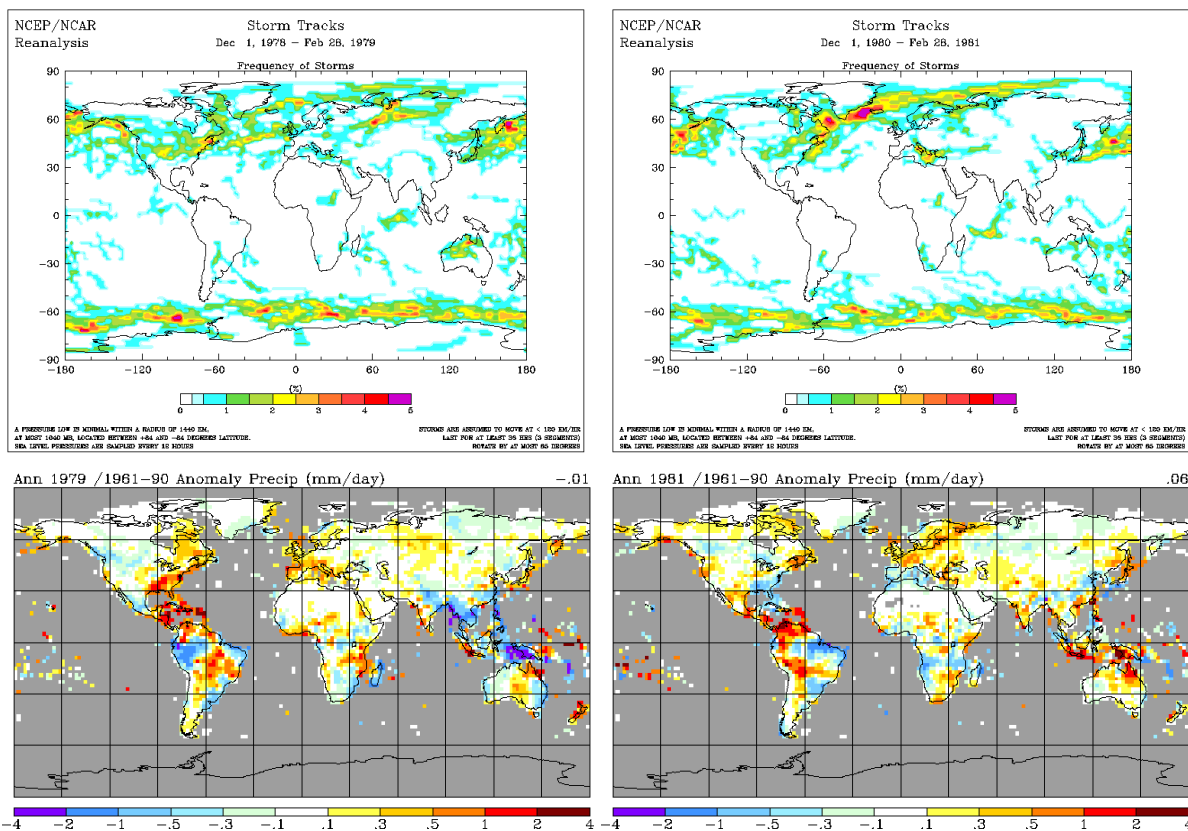 NCEP/NCAR
Reanalysis
Storm Tracks
Dec 1, 1978 - Feb 28, 1979
Frequency of Storms
90
60
30
0
-30
-60
-90
-180 -120 -60 0 60 120 180
(%)
0 1 2 3 4 5
A PRESSURE LOW IS MINIMAL WITHIN A RADIUS OF 1440 KM,
AT MOST 1040 MB, LOCATED BETWEEN +84 AND -84 DEGREES LATITUDE.
SEA LEVEL PRESSURES ARE SAMPLED EVERY 12 HOURS
STORMS ARE ASSUMED TO MOVE AT < 120 KM/HR
LAST FOR AT LEAST 36 HRS (3 SEGMENTS)
ROTATE BY AT MOST 85 DEGREES
NCEP/NCAR
Reanalysis
Storm Tracks
Dec 1, 1980 - Feb 28, 1981
Frequency of Storms
90
60
30
0
-30
-60
-90
-180 -120 -60 0 60 120 180
(%)
0 1 2 3 4 5
A PRESSURE LOW IS MINIMAL WITHIN A RADIUS OF 1440 KM,
AT MOST 1040 MB, LOCATED BETWEEN +84 AND -84 DEGREES LATITUDE.
SEA LEVEL PRESSURES ARE SAMPLED EVERY 12 HOURS
STORMS ARE ASSUMED TO MOVE AT < 120 KM/HR
LAST FOR AT LEAST 36 HRS (3 SEGMENTS)
ROTATE BY AT MOST 85 DEGREES
Ann 1979 /1961-90 Anomaly Precip (mm/day) -.01
-4 -2 -1 -.5 -.3 -.1 .1 .3 .5 1 2 4
Ann 1981 /1961-90 Anomaly Precip (mm/day) .06
-4 -2 -1 -.5 -.3 -.1 .1 .3 .5 1 2 4